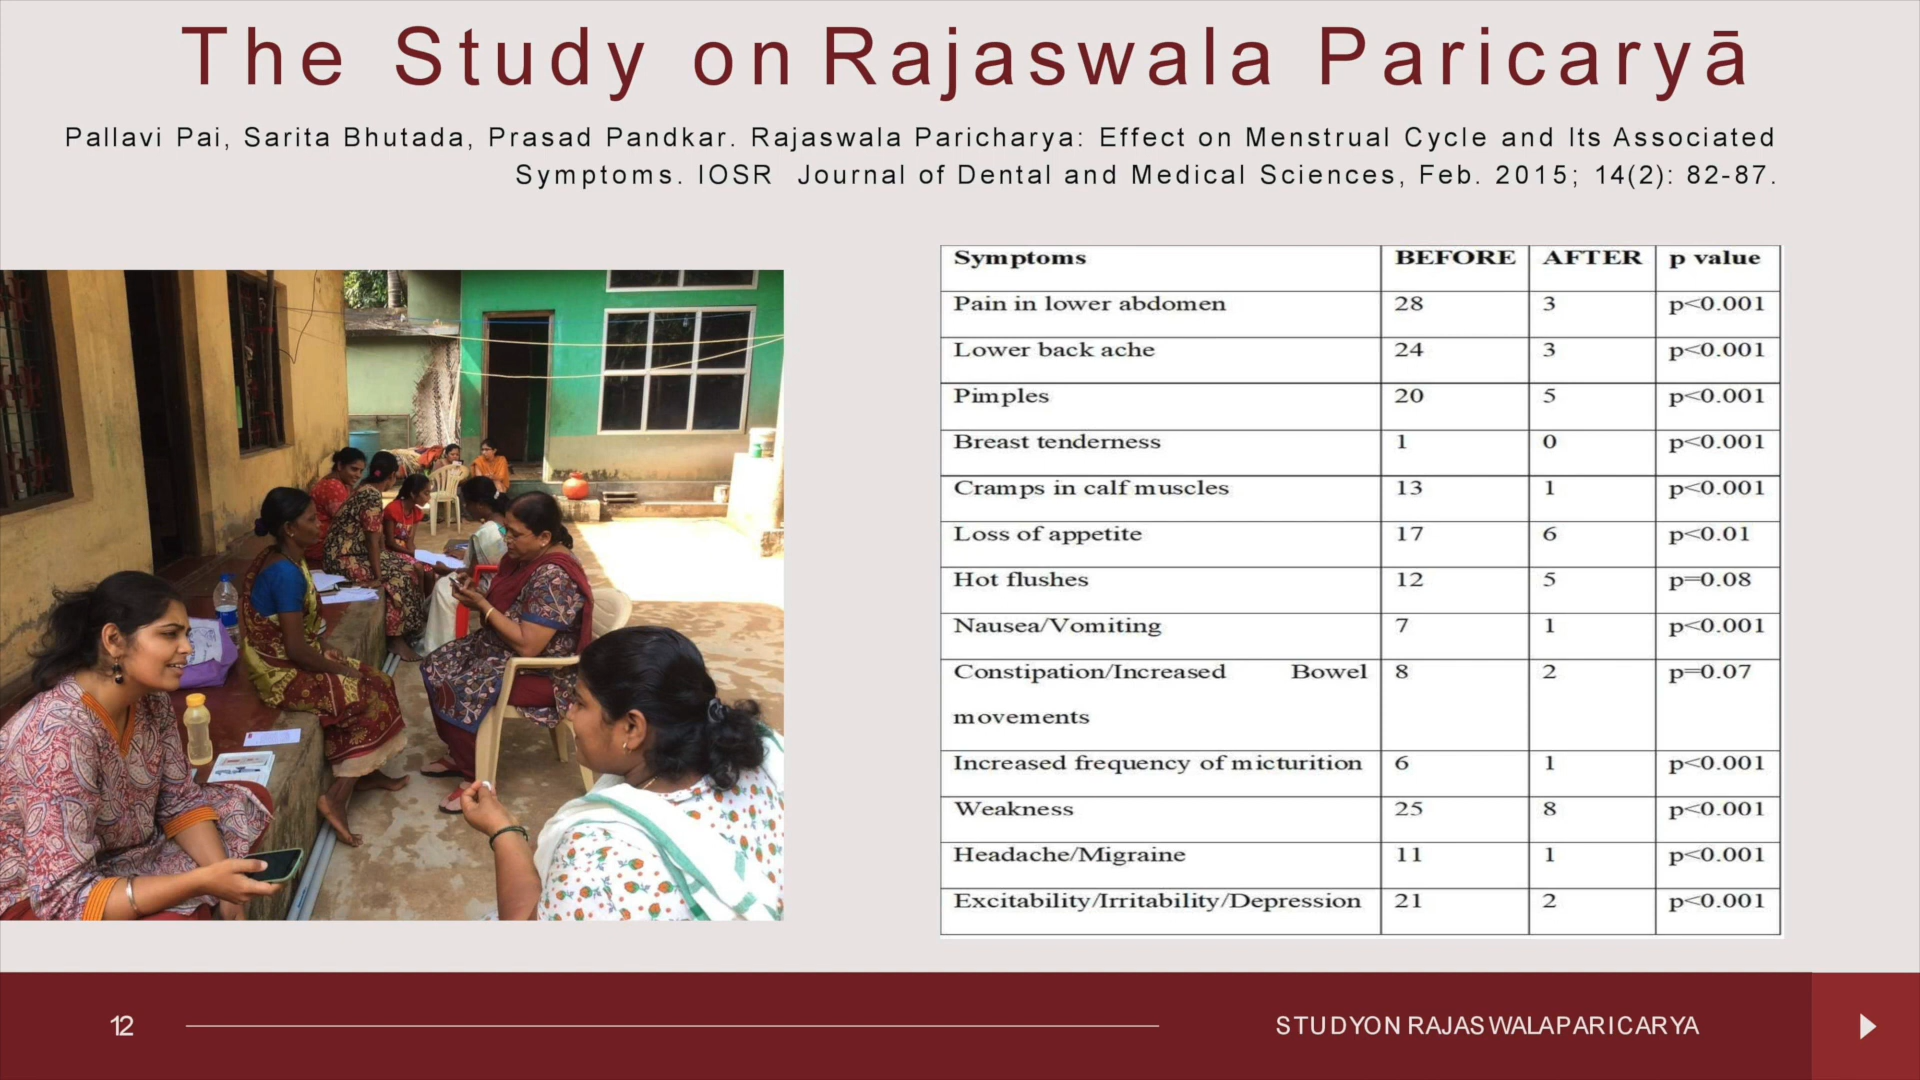 The Study on Rajaswala Paricaryā
Pallavi Pai, Sarita Bhutada, Prasad Pandkar. Rajaswala Paricharya: Effect on Menstrual Cycle and Its Associated
Symptoms. IOSR Journal of Dental and Medical Sciences, Feb. 2015; 14(2): 82-87.
Symptoms BEFORE AFTER p value
Pain in lower abdomen 28 3 p<0.001
Lower back ache 24 3 p<0.001
Pimples 20 5 p<0.001
Breast tenderness 1 0 p<0.001
Cramps in calf muscles 13 1 p<0.001
Loss of appetite 17 6 p<0.01
Hot flushes 12 5 p=0.08
Nausea/Vomiting 7 1 p<0.001
Constipation/Increased Bowel 8 2 p=0.07
movements
Increased frequency of micturition 6 1 p<0.001
Weakness 25 8 p<0.001
Headache/Migraine 11 1 p<0.001
Excitability/Irritability/Depression 21 2 p<0.001
12 STUDY ON RAJASWALA PARICARYA